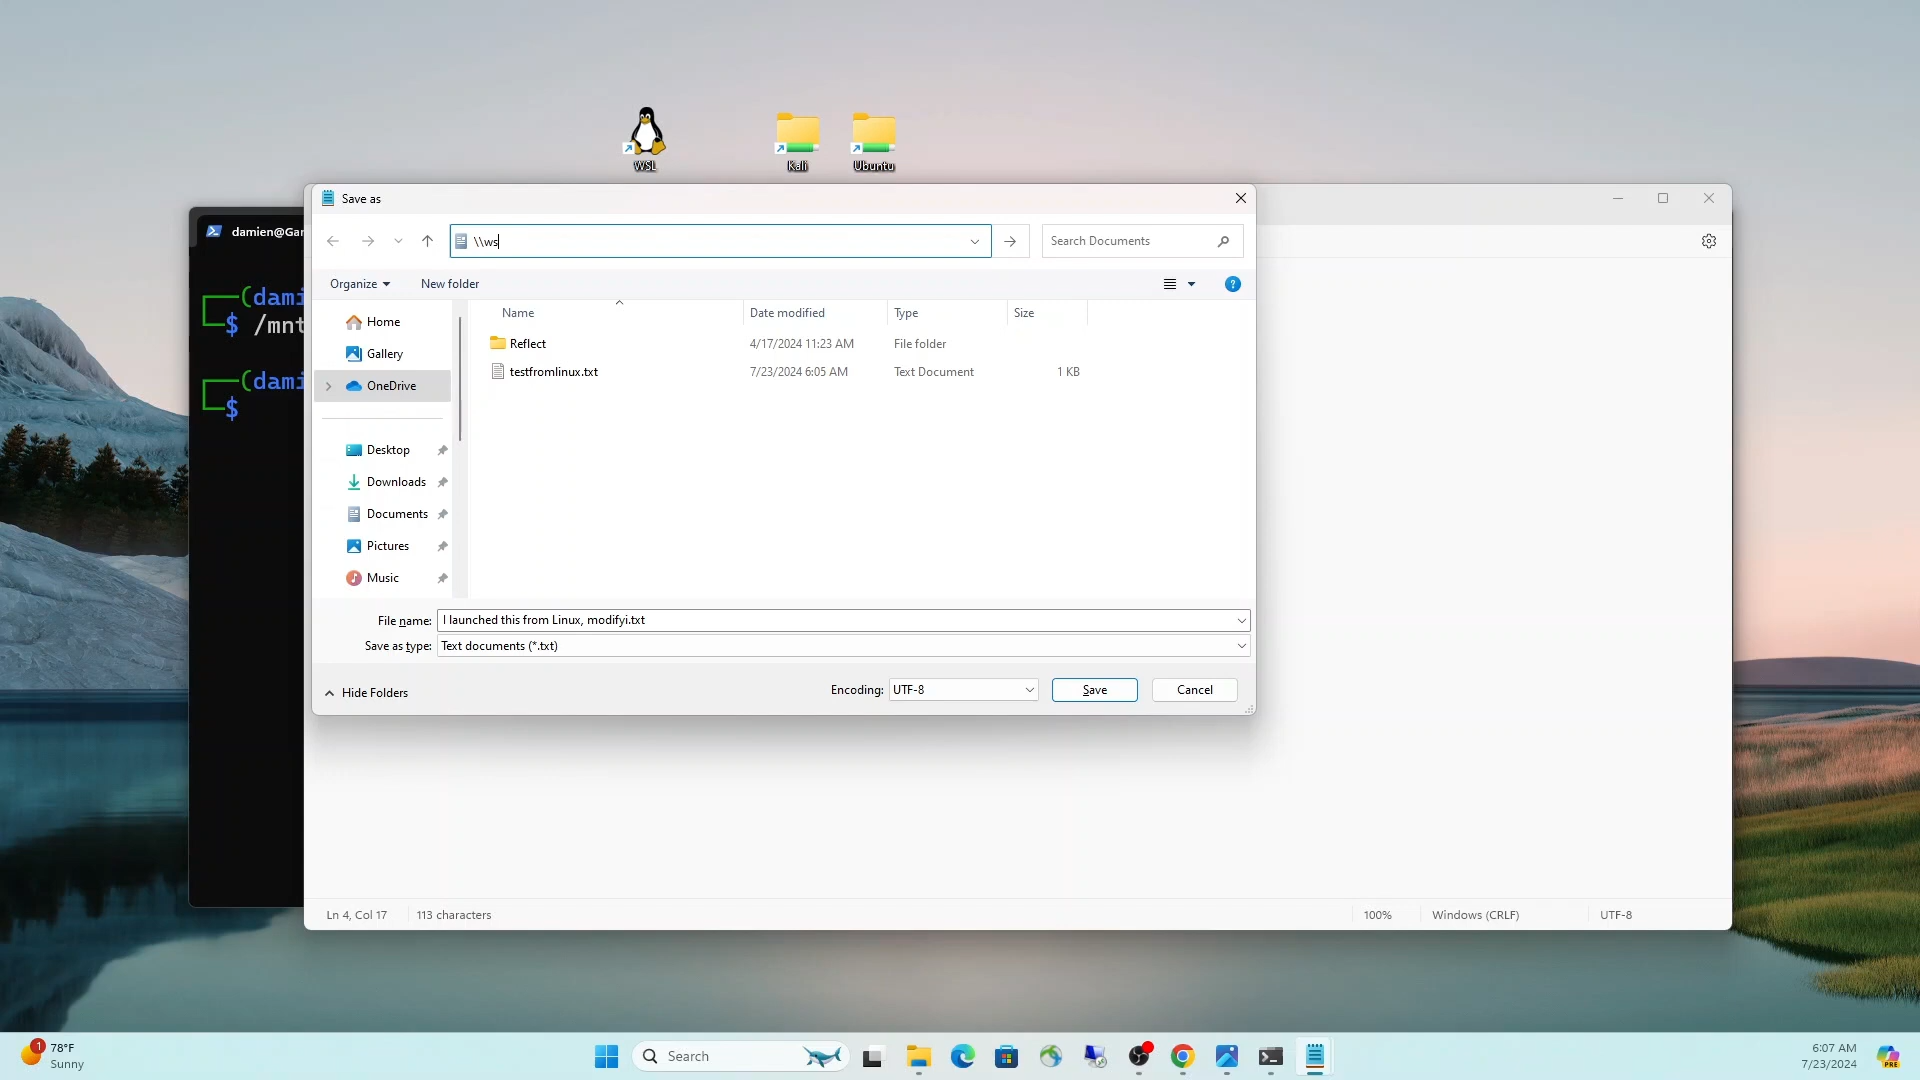 WSL
Kali
Ubuntu
Save as
damien@Gar
\\ws
Search Documents
Organize
New folder
?
Name
Date modified
Type
Size
(dami
$ /mnt
(dami
$
Home
Gallery
OneDrive
Desktop
Downloads
Documents
Pictures
Music
Reflect
4/17/2024 11:23 AM
File folder
testfromlinux.txt
7/23/2024 6:05 AM
Text Document
1 KB
File name:
I launched this from Linux, modifyi.txt
Save as type:
Text documents (*.txt)
Hide Folders
Encoding:
UTF-8
Save
Cancel
Ln 4, Col 17
113 characters
100%
Windows (CRLF)
UTF-8
1
78°F
Sunny
Search
PRE
6:07 AM
7/23/2024